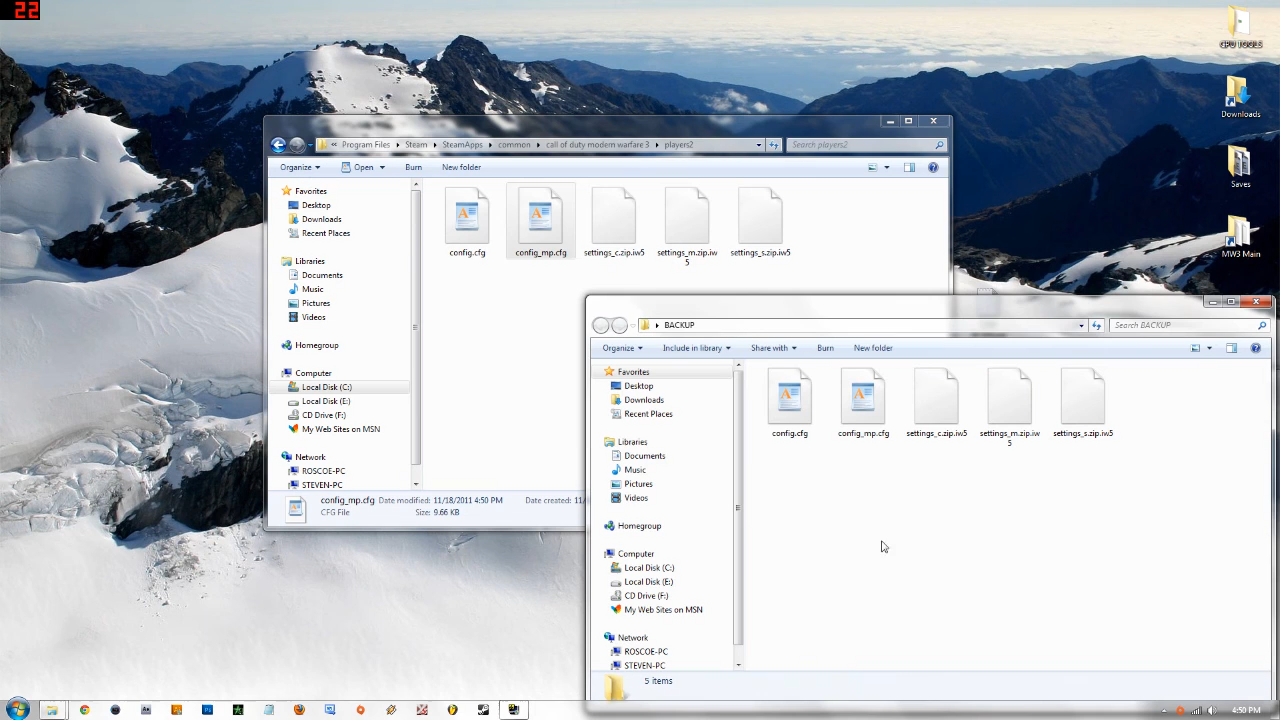 22
GPU TOOLS
Downloads
Saves
MW3 Main
Program Files Steam SteamApps common call of duty modern warfare 3 players2
Search players2
Organize Open Burn New folder
Favorites
Desktop
Downloads
Recent Places
Libraries
Documents
Music
Pictures
Videos
Homegroup
Computer
Local Disk (C:)
Local Disk (E:)
CD Drive (F:)
My Web Sites on MSN
Network
ROSCOE-PC
STEVEN-PC
config.cfg
config_mp.cfg
settings_c.zip.iw5
settings_m.zip.iw
5
settings_s.zip.iw5
config_mp.cfg Date modified: 11/18/2011 4:50 PM Date created: 11/
CFG File Size: 9.66 KB
BACKUP
Search BACKUP
Organize Include in library Share with Burn New folder
Favorites
Desktop
Downloads
Recent Places
Libraries
Documents
Music
Pictures
Videos
Homegroup
Computer
Local Disk (C:)
Local Disk (E:)
CD Drive (F:)
My Web Sites on MSN
Network
ROSCOE-PC
STEVEN-PC
config.cfg
config_mp.cfg
settings_c.zip.iw5
settings_m.zip.iw
5
settings_s.zip.iw5
5 items
4:50 PM